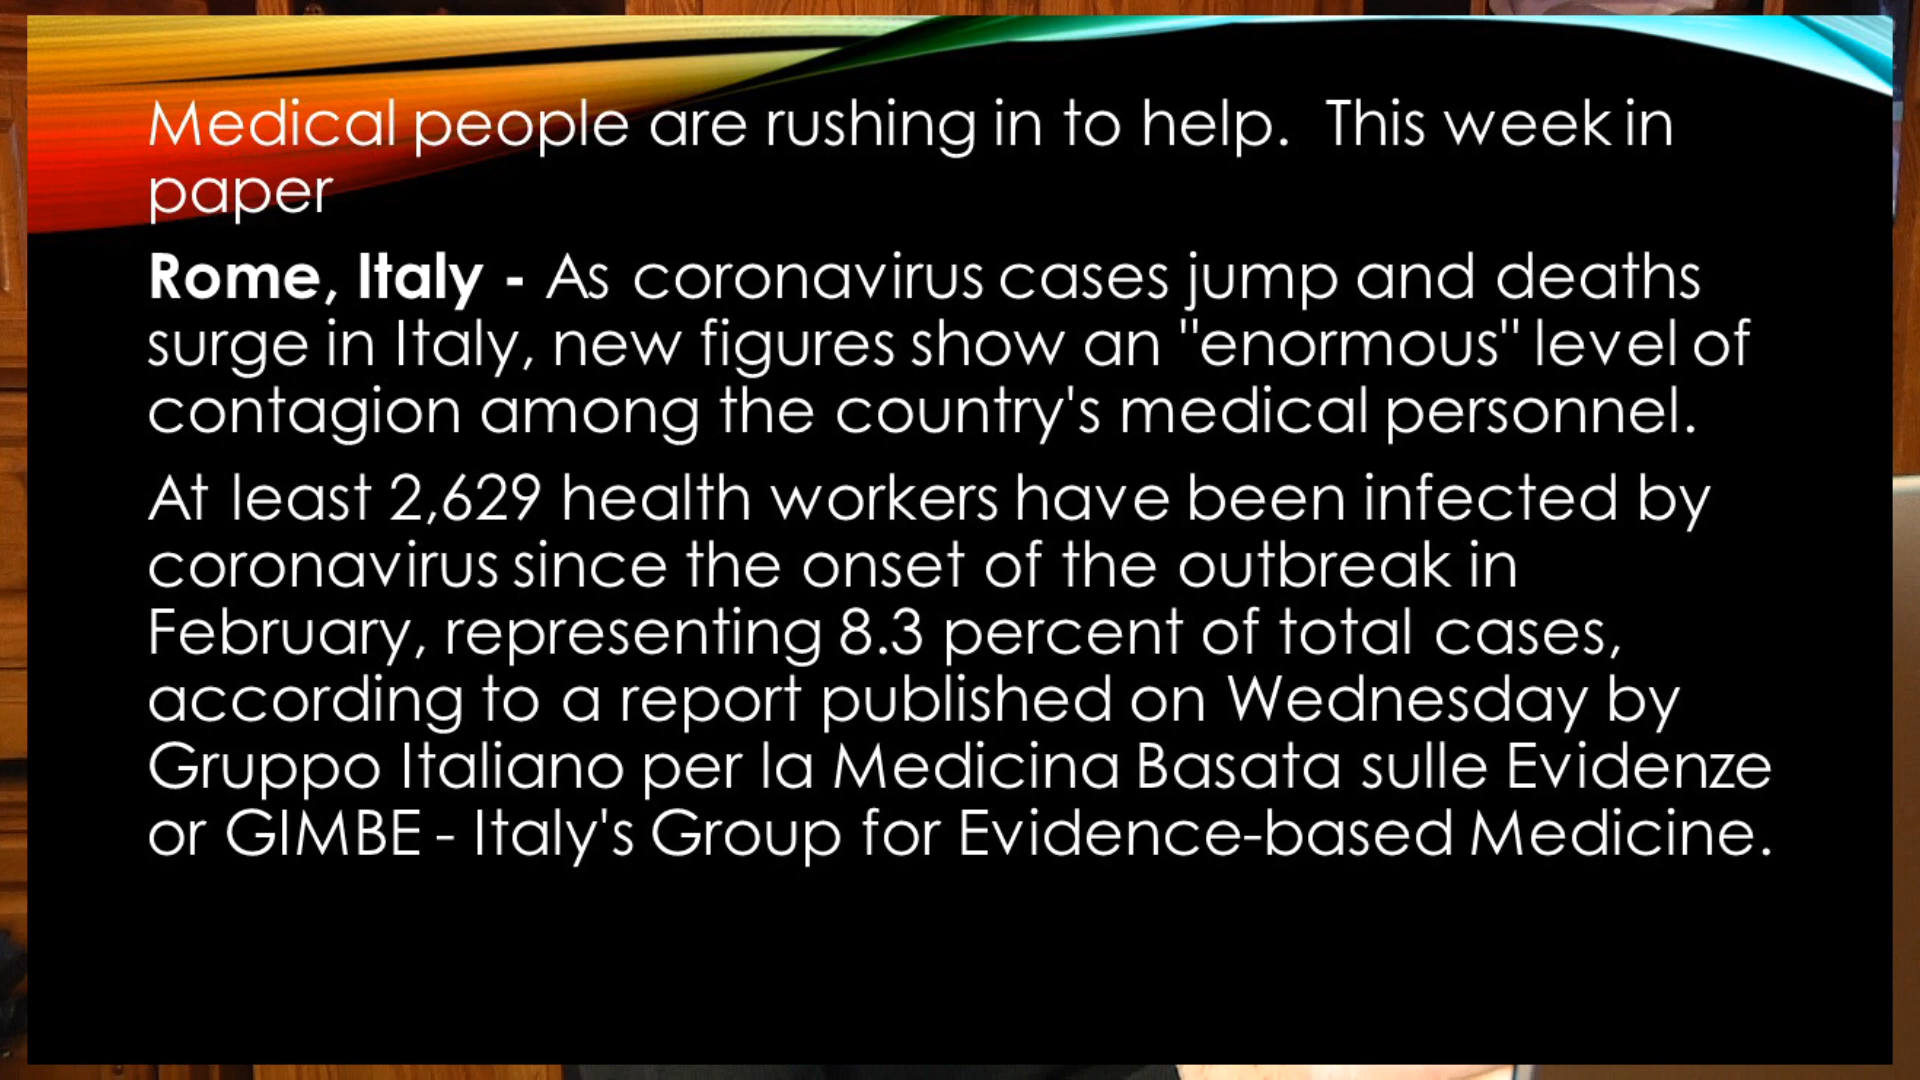 Medical people are rushing in to help.  This week in
paper
Rome, Italy - As coronavirus cases jump and deaths
surge in Italy, new figures show an "enormous" level of
contagion among the country's medical personnel.
At least 2,629 health workers have been infected by
coronavirus since the onset of the outbreak in
February, representing 8.3 percent of total cases,
according to a report published on Wednesday by
Gruppo Italiano per la Medicina Basata sulle Evidenze
or GIMBE - Italy's Group for Evidence-based Medicine.